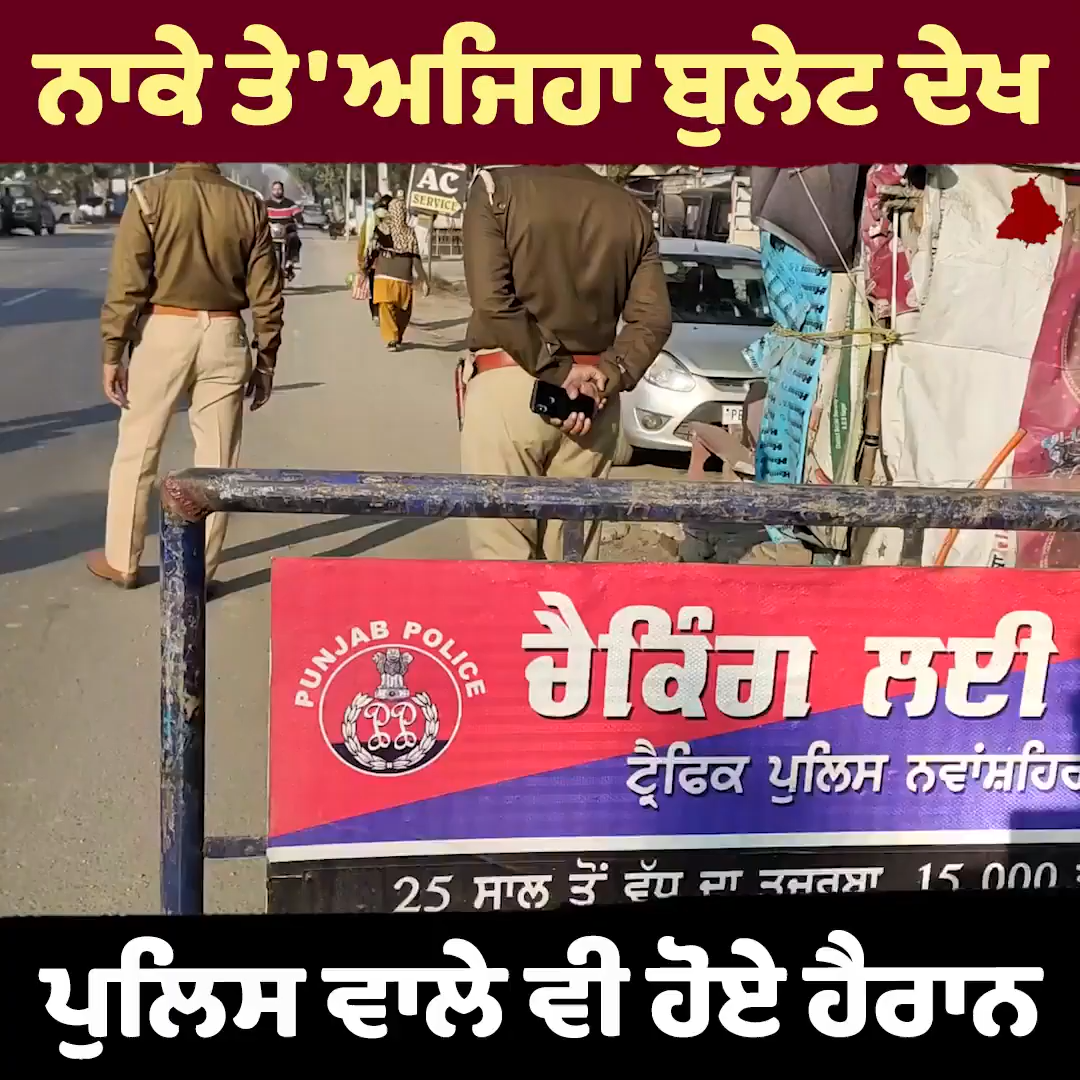 ਨਾਕੇ ਤੇ' ਅਜਿਹਾ ਬੁਲੇਟ ਦੇਖ
AC
SERVICE
PUNJAB POLICE
ਚੈਕਿੰਗ ਲਈ
ਟ੍ਰੈਫਿਕ ਪੁਲਿਸ ਨਵਾਂਸ਼ਹਿਰ
25 ਸਾਲ ਤੋਂ ਵੱਧ ਦਾ ਤਜਰਬਾ 15,000
ਪੁਲਿਸ ਵਾਲੇ ਵੀ ਹੋਏ ਹੈਰਾਨ